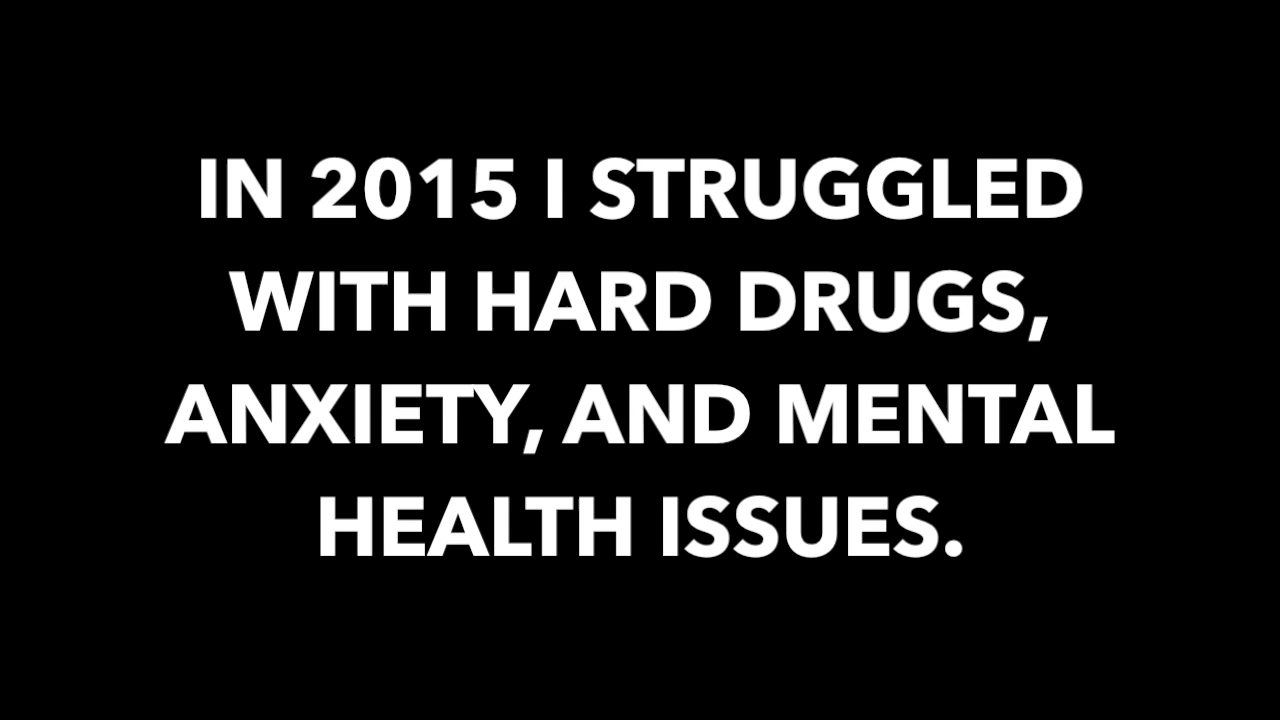 IN 2015 I STRUGGLED
WITH HARD DRUGS,
ANXIETY, AND MENTAL
HEALTH ISSUES.